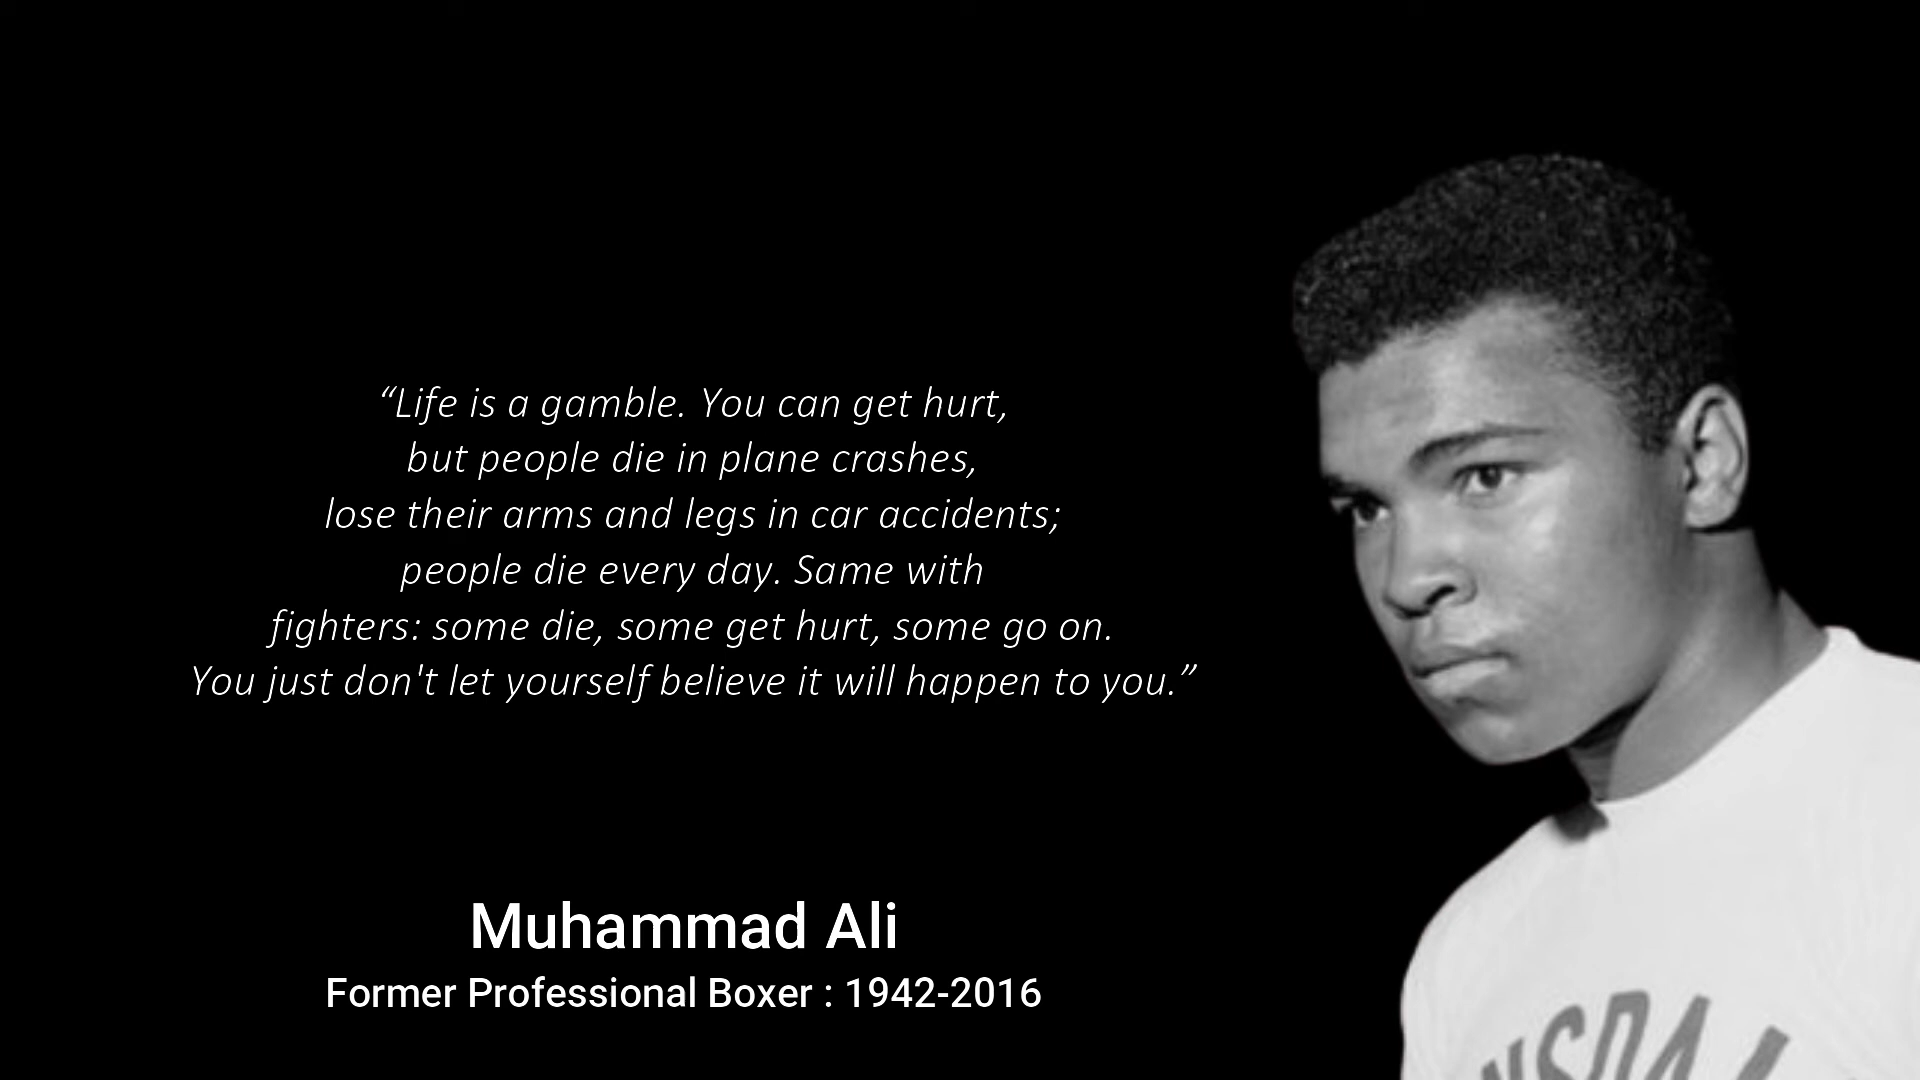 “Life is a gamble. You can get hurt,
but people die in plane crashes,
lose their arms and legs in car accidents;
people die every day. Same with
fighters: some die, some get hurt, some go on.
You just don't let yourself believe it will happen to you.”
Muhammad Ali
Former Professional Boxer : 1942-2016